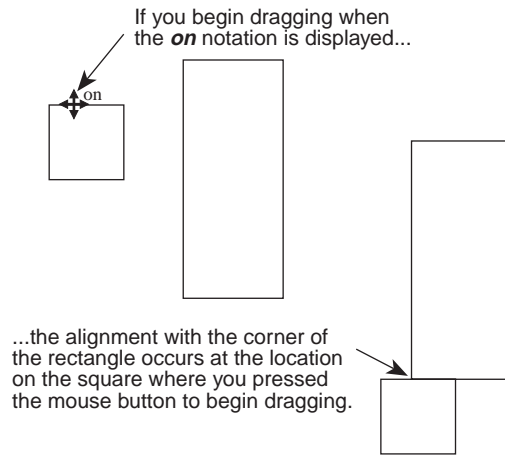 If you begin dragging when
the on notation is displayed...
on
...the alignment with the corner of
the rectangle occurs at the location
on the square where you pressed
the mouse button to begin dragging.